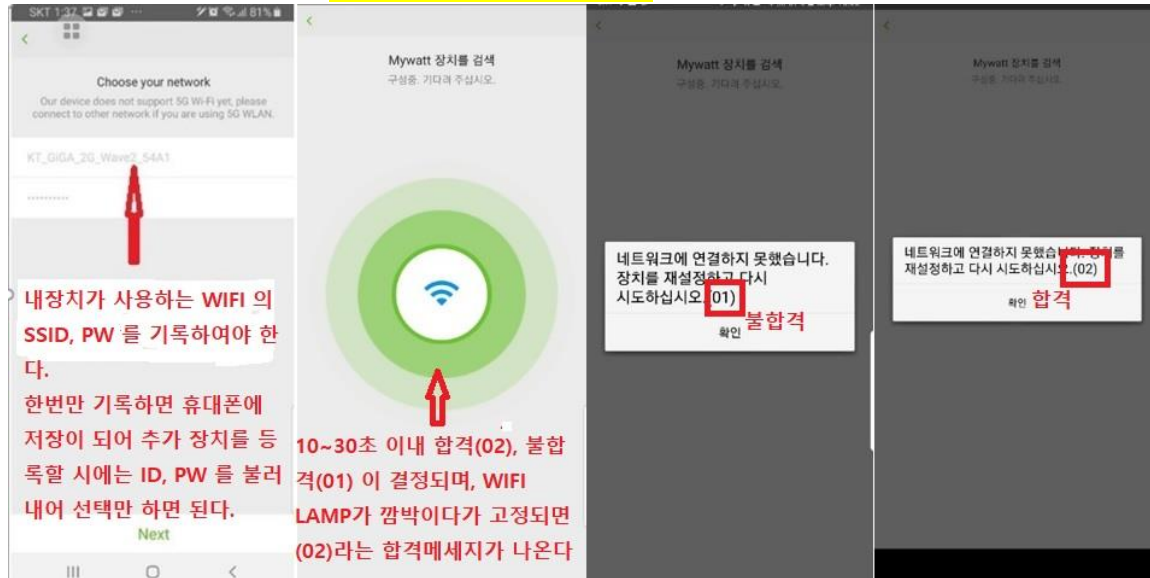 SKT 1:37
81%
Choose your network
Our device does not support 5G Wi-Fi yet, please
connect to other network if you are using 5G WLAN.
KT_GiGA_2G_Wave2_54A1
내장치가 사용하는 WIFI 의
SSID, PW 를 기록하여야 한
다.
한번만 기록하면 휴대폰에
저장이 되어 추가 장치를 등
록할 시에는 ID, PW 를 불러
내어 선택만 하면 된다.
Next
Mywatt 장치를 검색
구성중. 기다려 주십시오.
10~30초 이내 합격(02), 불합
격(01) 이 결정되며, WIFI
LAMP가 깜박이다가 고정되면
(02)라는 합격메세지가 나온다
Mywatt 장치를 검색
구성중. 기다려 주십시오.
네트워크에 연결하지 못했습니다.
장치를 재설정하고 다시
시도하십시오.(01)
불합격
확인
Mywatt 장치를 검색
구성중. 기다려 주십시오.
네트워크에 연결하지 못했습니다. 장치를
재설정하고 다시 시도하십시오.(02)
확인 합격